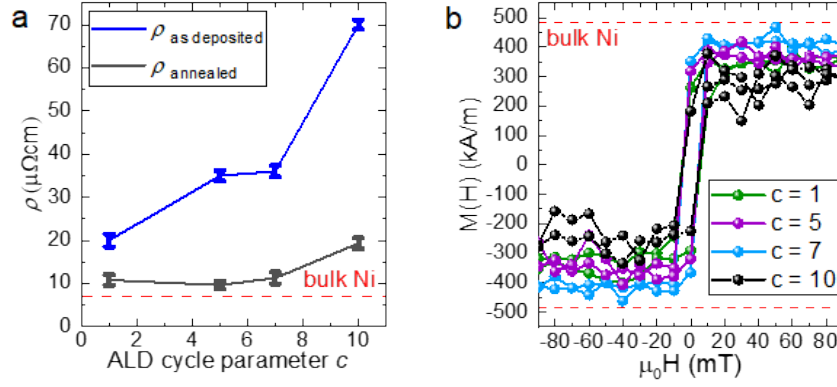 a
ρ as deposited
ρ annealed
bulk Ni
ρ (μΩcm)
0
10
20
30
40
50
60
70
80
0 2 4 6 8 10
ALD cycle parameter c
b
bulk Ni
M(H) (kA/m)
500
400
300
200
100
0
-100
-200
-300
-400
-500
c = 1
c = 5
c = 7
c = 10
-80 -60 -40 -20 0 20 40 60 80
μ₀H (mT)